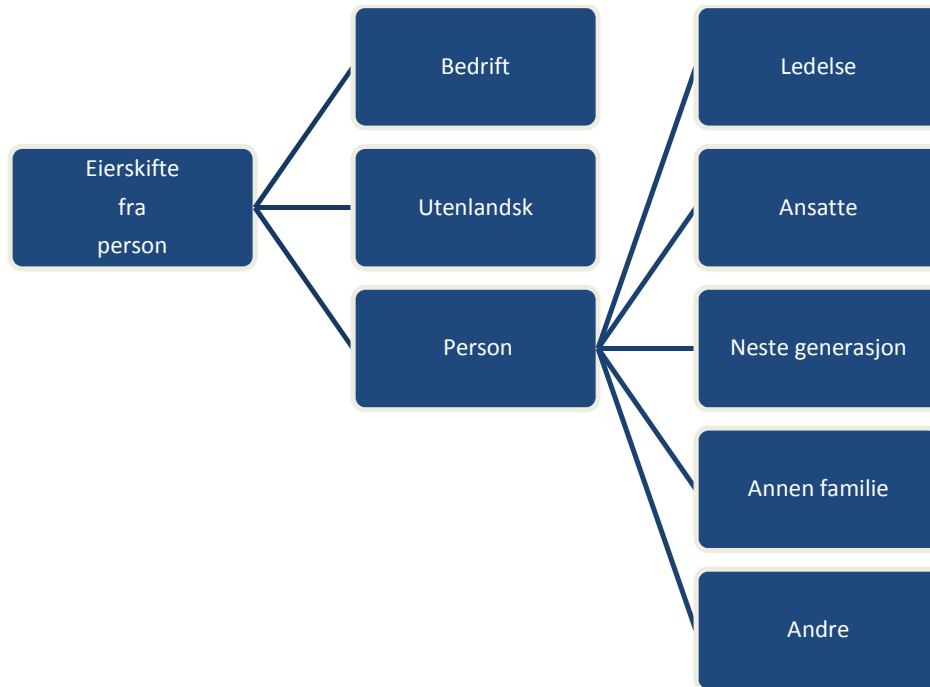 Eierskifte
fra
person
Bedrift
Utenlandsk
Person
Ledelse
Ansatte
Neste generasjon
Annen familie
Andre